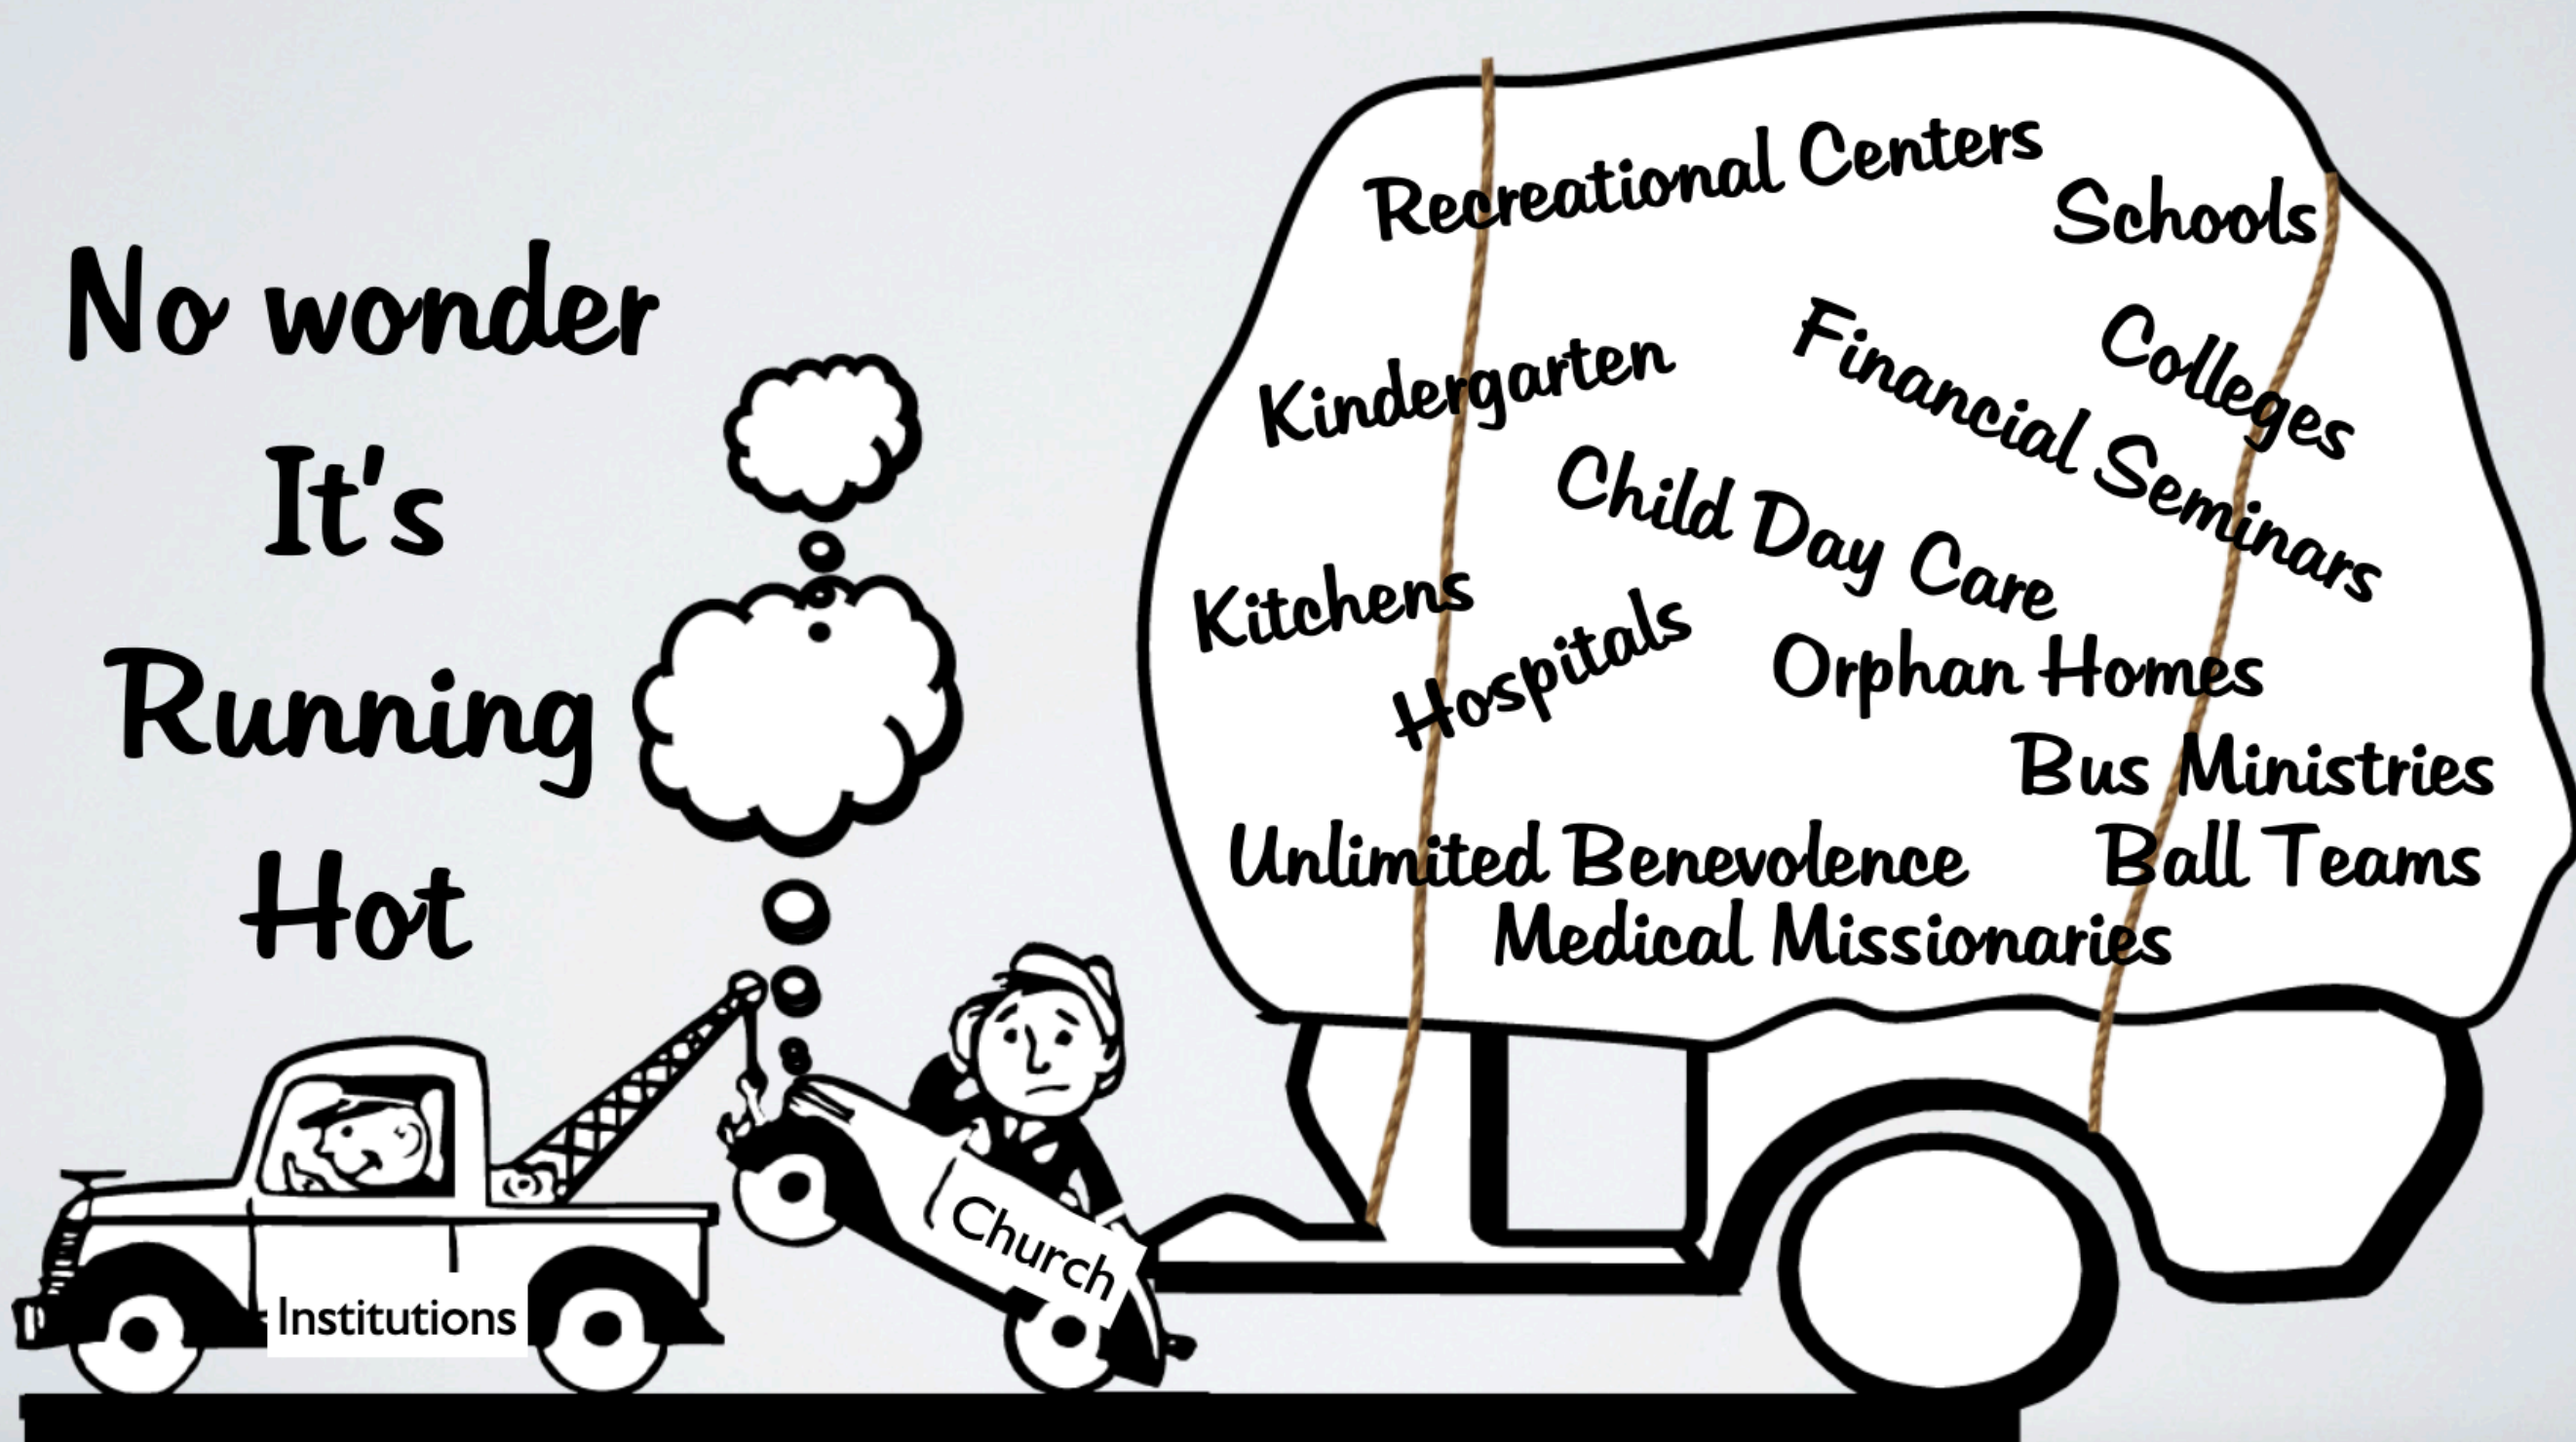 No wonder
It's
Running
Hot
Recreational Centers
Schools
Kindergarten
Financial Seminars
Colleges
Child Day Care
Kitchens
Hospitals
Orphan Homes
Bus Ministries
Unlimited Benevolence
Ball Teams
Medical Missionaries
Institutions
Church